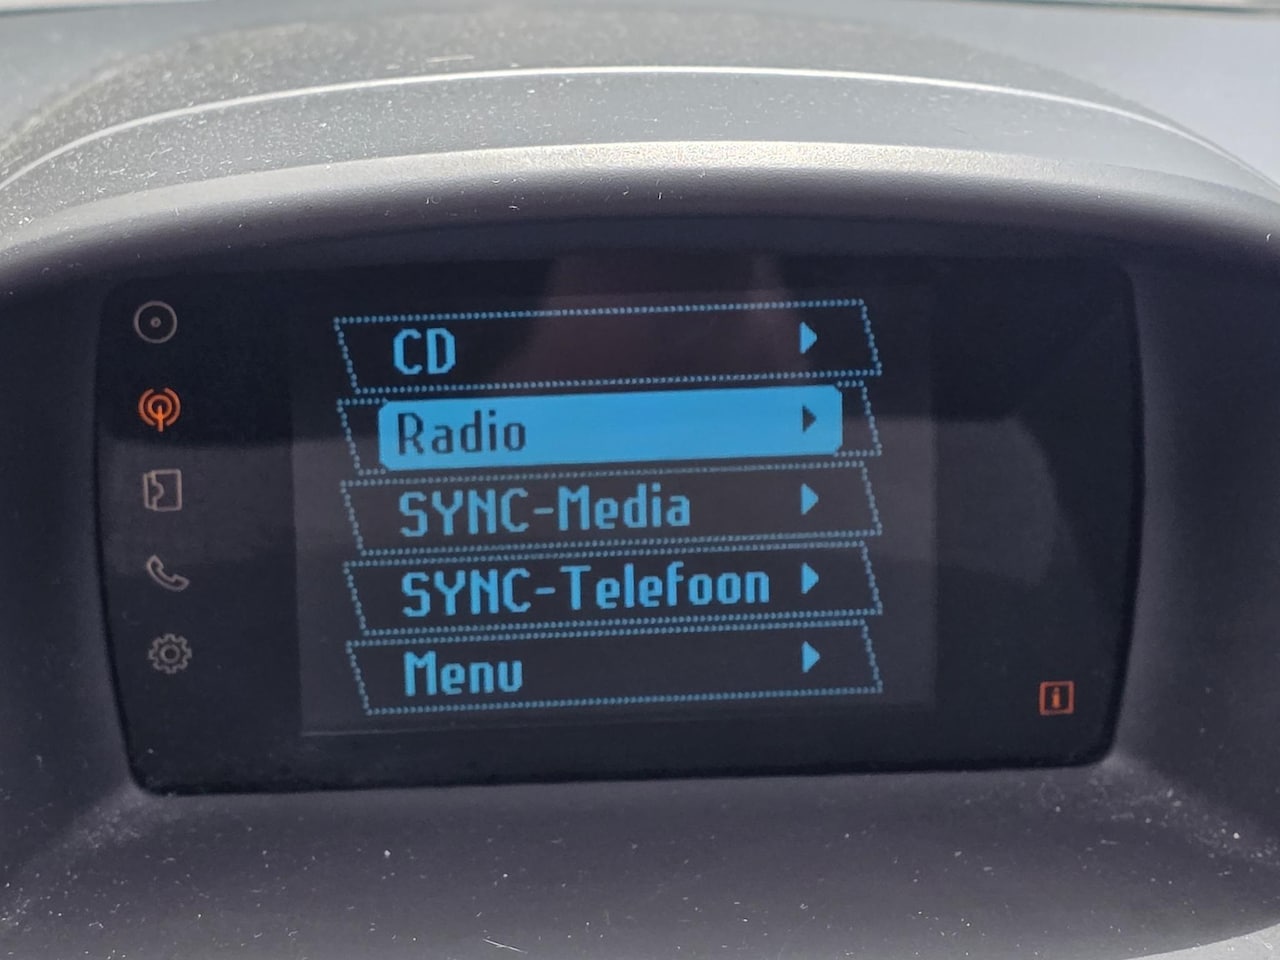 CD
Radio
SYNC-Media
SYNC-Telefoon
Menu
i